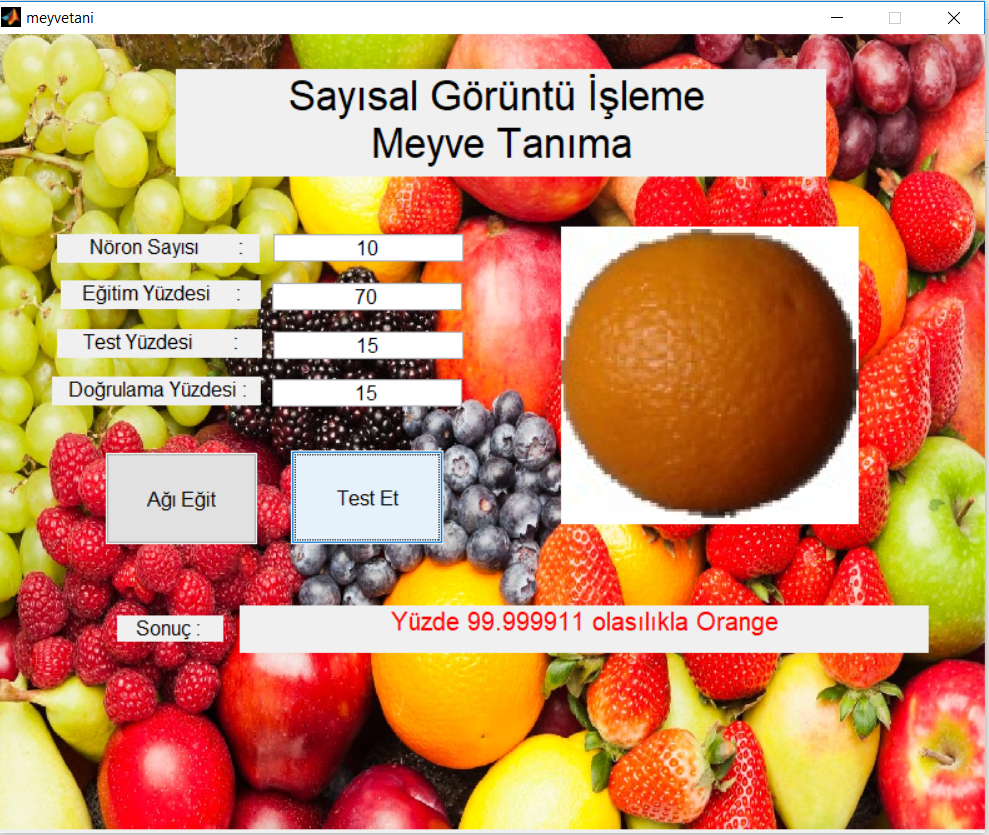 meyvetani
Sayısal Görüntü İşleme
Meyve Tanıma
Nöron Sayısı : 10
Eğitim Yüzdesi : 70
Test Yüzdesi : 15
Doğrulama Yüzdesi : 15
Ağı Eğit Test Et
Sonuç : Yüzde 99.999911 olasılıkla Orange